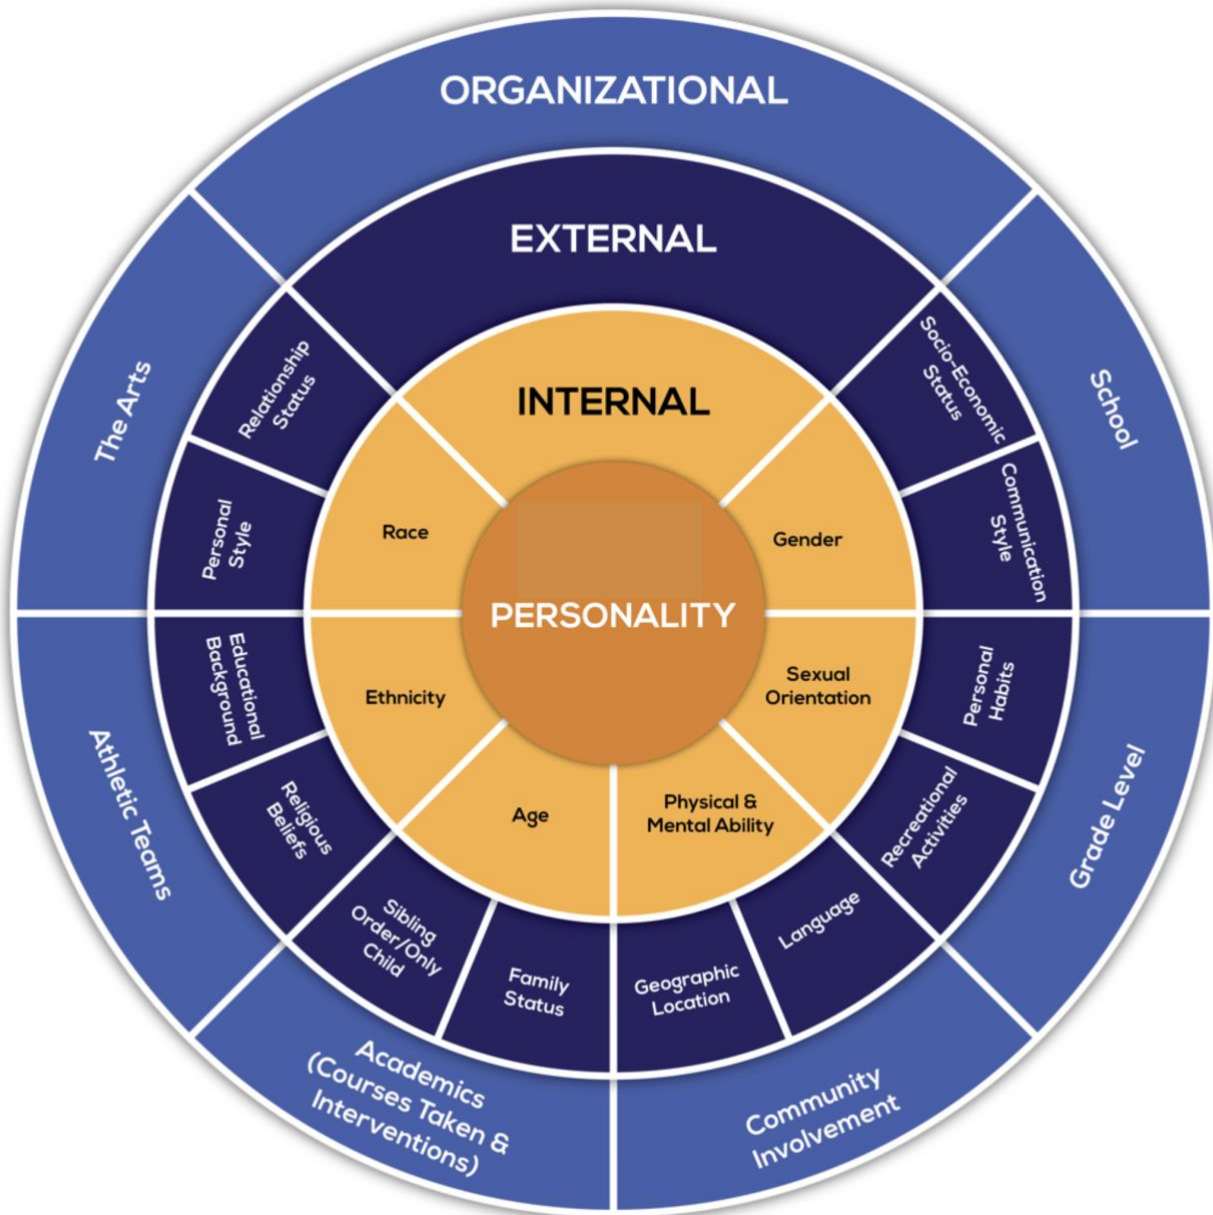 ORGANIZATIONAL
EXTERNAL
INTERNAL
PERSONALITY
Race
Gender
Ethnicity
Sexual
Orientation
Age
Physical &
Mental Ability
Relationship
Status
Socio-Economic
Status
Personal
Style
Communication
Style
Educational
Background
Personal
Habits
Religious
Beliefs
Recreational
Activities
Sibling
Order/Only
Child
Family
Status
Geographic
Location
Language
The Arts
School
Athletic Teams
Grade Level
Academics
(Courses Taken &
Interventions)
Community
Involvement